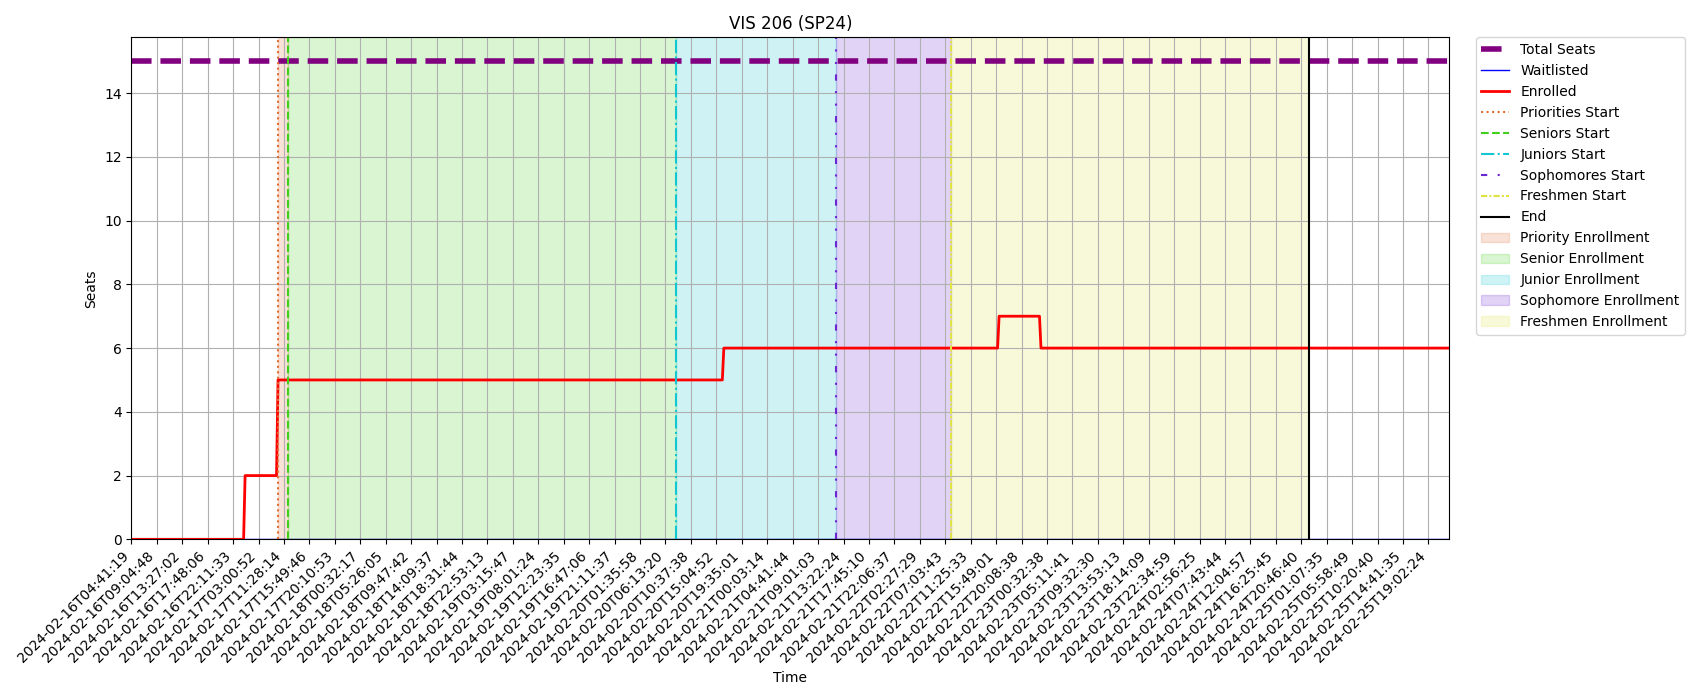 VIS 206 (SP24)
Seats
14
12
10
8
6
4
2
0
2024-02-16T04:41:19
2024-02-16T09:04:48
2024-02-16T13:27:02
2024-02-16T17:48:06
2024-02-16T22:11:33
2024-02-17T03:00:52
2024-02-17T11:28:14
2024-02-17T15:49:46
2024-02-17T20:10:53
2024-02-18T00:32:17
2024-02-18T05:26:05
2024-02-18T09:47:42
2024-02-18T14:09:37
2024-02-18T18:31:44
2024-02-18T22:53:13
2024-02-19T03:15:47
2024-02-19T08:01:24
2024-02-19T12:23:35
2024-02-19T16:47:06
2024-02-19T21:11:37
2024-02-20T01:35:58
2024-02-20T06:13:20
2024-02-20T10:37:38
2024-02-20T15:04:52
2024-02-20T19:35:01
2024-02-21T00:03:14
2024-02-21T04:41:44
2024-02-21T09:01:03
2024-02-21T13:22:24
2024-02-21T17:45:10
2024-02-21T22:06:37
2024-02-22T02:27:29
2024-02-22T07:03:43
2024-02-22T11:25:33
2024-02-22T15:49:01
2024-02-22T20:08:38
2024-02-23T00:32:38
2024-02-23T05:11:41
2024-02-23T09:32:30
2024-02-23T13:53:13
2024-02-23T18:14:09
2024-02-23T22:34:59
2024-02-24T02:56:25
2024-02-24T07:43:44
2024-02-24T12:04:57
2024-02-24T16:25:45
2024-02-24T20:46:40
2024-02-25T01:07:35
2024-02-25T05:58:49
2024-02-25T10:20:40
2024-02-25T14:41:35
2024-02-25T19:02:24
Time
Total Seats
Waitlisted
Enrolled
Priorities Start
Seniors Start
Juniors Start
Sophomores Start
Freshmen Start
End
Priority Enrollment
Senior Enrollment
Junior Enrollment
Sophomore Enrollment
Freshmen Enrollment